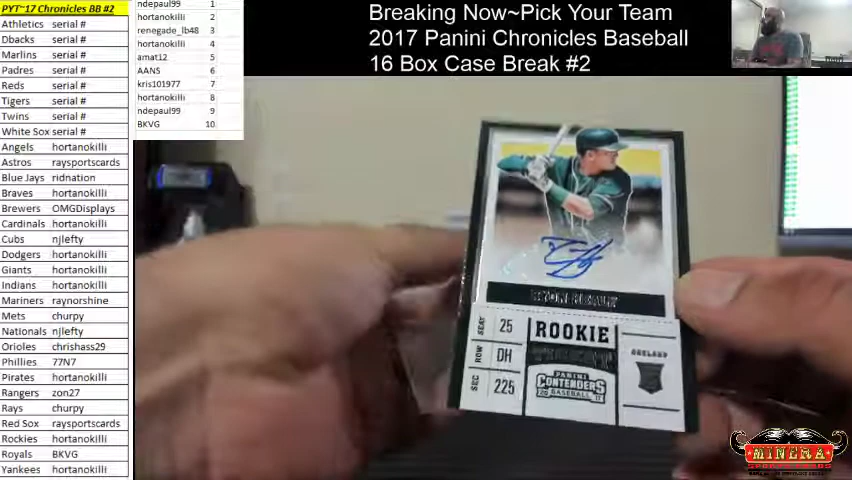 PYT~17 Chronicles BB #2
Athletics serial #
Dbacks serial #
Marlins serial #
Padres serial #
Reds serial #
Tigers serial #
Twins serial #
White Sox serial #
Angels hortanokilli
Astros raysportscards
Blue Jays ridnation
Braves hortanokilli
Brewers OMGDisplays
Cardinals hortanokilli
Cubs njlefty
Dodgers hortanokilli
Giants hortanokilli
Indians hortanokilli
Mariners raynorshine
Mets churpy
Nationals njlefty
Orioles chrishass29
Phillies 77N7
Pirates hortanokilli
Rangers zon27
Rays churpy
Red Sox raysportscards
Rockies hortanokilli
Royals BKVG
Yankees hortanokilli
ndepaul99 1
hortanokilli 2
renegade_lb48 3
hortanokilli 4
amat12 5
AANS 6
kris101977 7
hortanokilli 8
ndepaul99 9
BKVG 10
Breaking Now~Pick Your Team
2017 Panini Chronicles Baseball
16 Box Case Break #2
SEAT 25
ROW DH
SEC 225
ROOKIE
PANINI
CONTENDERS
BASEBALL
OAKLAND
MINERA